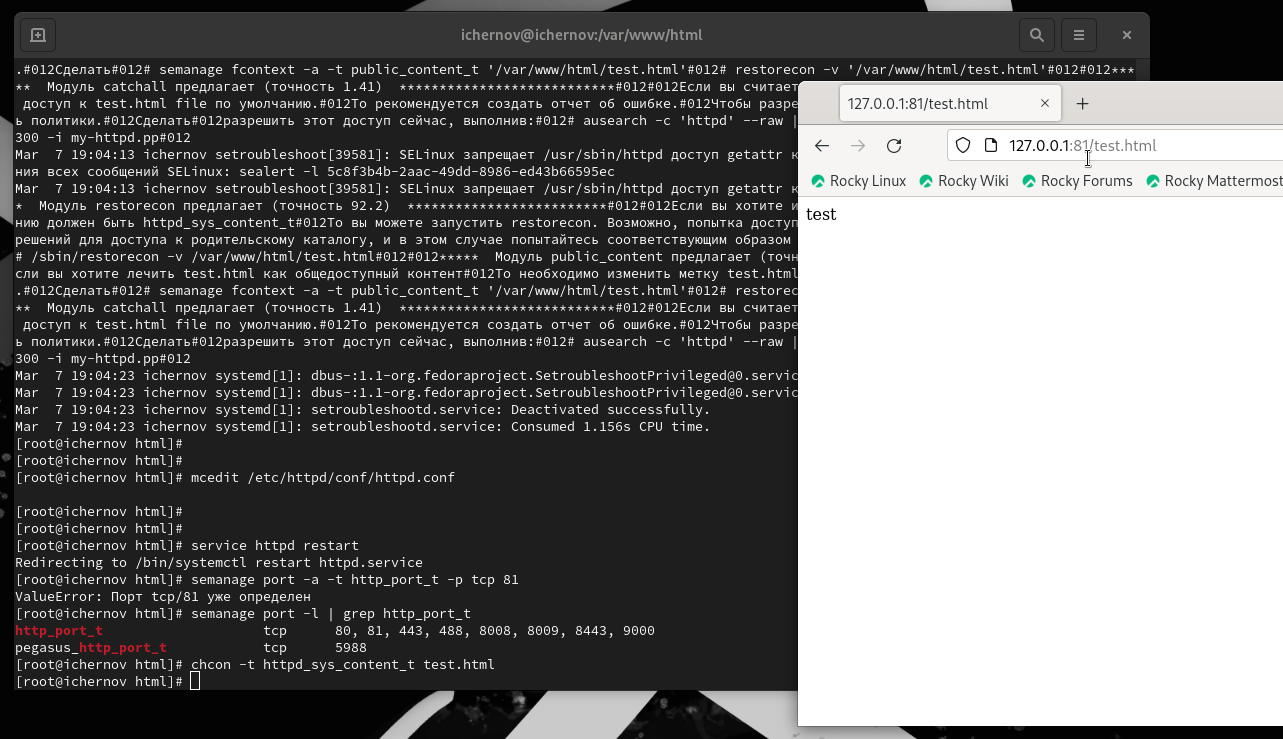 ichernov@ichernov:/var/www/html
.#012Сделать#012# semanage fcontext -a -t public_content_t '/var/www/html/test.html'#012# restorecon -v '/var/www/html/test.html'#012#012***
**  Модуль catchall предлагает (точность 1.41)  ***************************#012#012Если вы считает
 доступ к test.html file по умолчанию.#012То рекомендуется создать отчет об ошибке.#012Чтобы разре
ь политики.#012Сделать#012разрешить этот доступ сейчас, выполнив:#012# ausearch -c 'httpd' --raw |
300 -i my-httpd.pp#012
Mar  7 19:04:13 ichernov setroubleshoot[39581]: SELinux запрещает /usr/sbin/httpd доступ getattr к
ния всех сообщений SELinux: sealert -l 5c8f3b4b-2aac-49dd-8986-ed43b66595ec
Mar  7 19:04:13 ichernov setroubleshoot[39581]: SELinux запрещает /usr/sbin/httpd доступ getattr к
*  Модуль restorecon предлагает (точность 92.2)  *************************#012#012Если вы хотите и
нию должен быть httpd_sys_content_t#012То вы можете запустить restorecon. Возможно, попытка доступ
решений для доступа к родительскому каталогу, и в этом случае попытайтесь соответствующим образом
# /sbin/restorecon -v /var/www/html/test.html#012#012*****  Модуль public_content предлагает (точн
сли вы хотите лечить test.html как общедоступный контент#012То необходимо изменить метку test.html
.#012Сделать#012# semanage fcontext -a -t public_content_t '/var/www/html/test.html'#012# restorec
**  Модуль catchall предлагает (точность 1.41)  ***************************#012#012Если вы считает
 доступ к test.html file по умолчанию.#012То рекомендуется создать отчет об ошибке.#012Чтобы разре
ь политики.#012Сделать#012разрешить этот доступ сейчас, выполнив:#012# ausearch -c 'httpd' --raw |
300 -i my-httpd.pp#012
Mar  7 19:04:23 ichernov systemd[1]: dbus-:1.1-org.fedoraproject.SetroubleshootPrivileged@0.servic
Mar  7 19:04:23 ichernov systemd[1]: dbus-:1.1-org.fedoraproject.SetroubleshootPrivileged@0.servic
Mar  7 19:04:23 ichernov systemd[1]: setroubleshootd.service: Deactivated successfully.
Mar  7 19:04:23 ichernov systemd[1]: setroubleshootd.service: Consumed 1.156s CPU time.
[root@ichernov html]#
[root@ichernov html]#
[root@ichernov html]# mcedit /etc/httpd/conf/httpd.conf
[root@ichernov html]#
[root@ichernov html]#
[root@ichernov html]# service httpd restart
Redirecting to /bin/systemctl restart httpd.service
[root@ichernov html]# semanage port -a -t http_port_t -p tcp 81
ValueError: Порт tcp/81 уже определен
[root@ichernov html]# semanage port -l | grep http_port_t
http_port_t                    tcp      80, 81, 443, 488, 8008, 8009, 8443, 9000
pegasus_http_port_t            tcp      5988
[root@ichernov html]# chcon -t httpd_sys_content_t test.html
[root@ichernov html]#
127.0.0.1:81/test.html
127.0.0.1:81/test.html
Rocky Linux Rocky Wiki Rocky Forums Rocky Mattermost
test